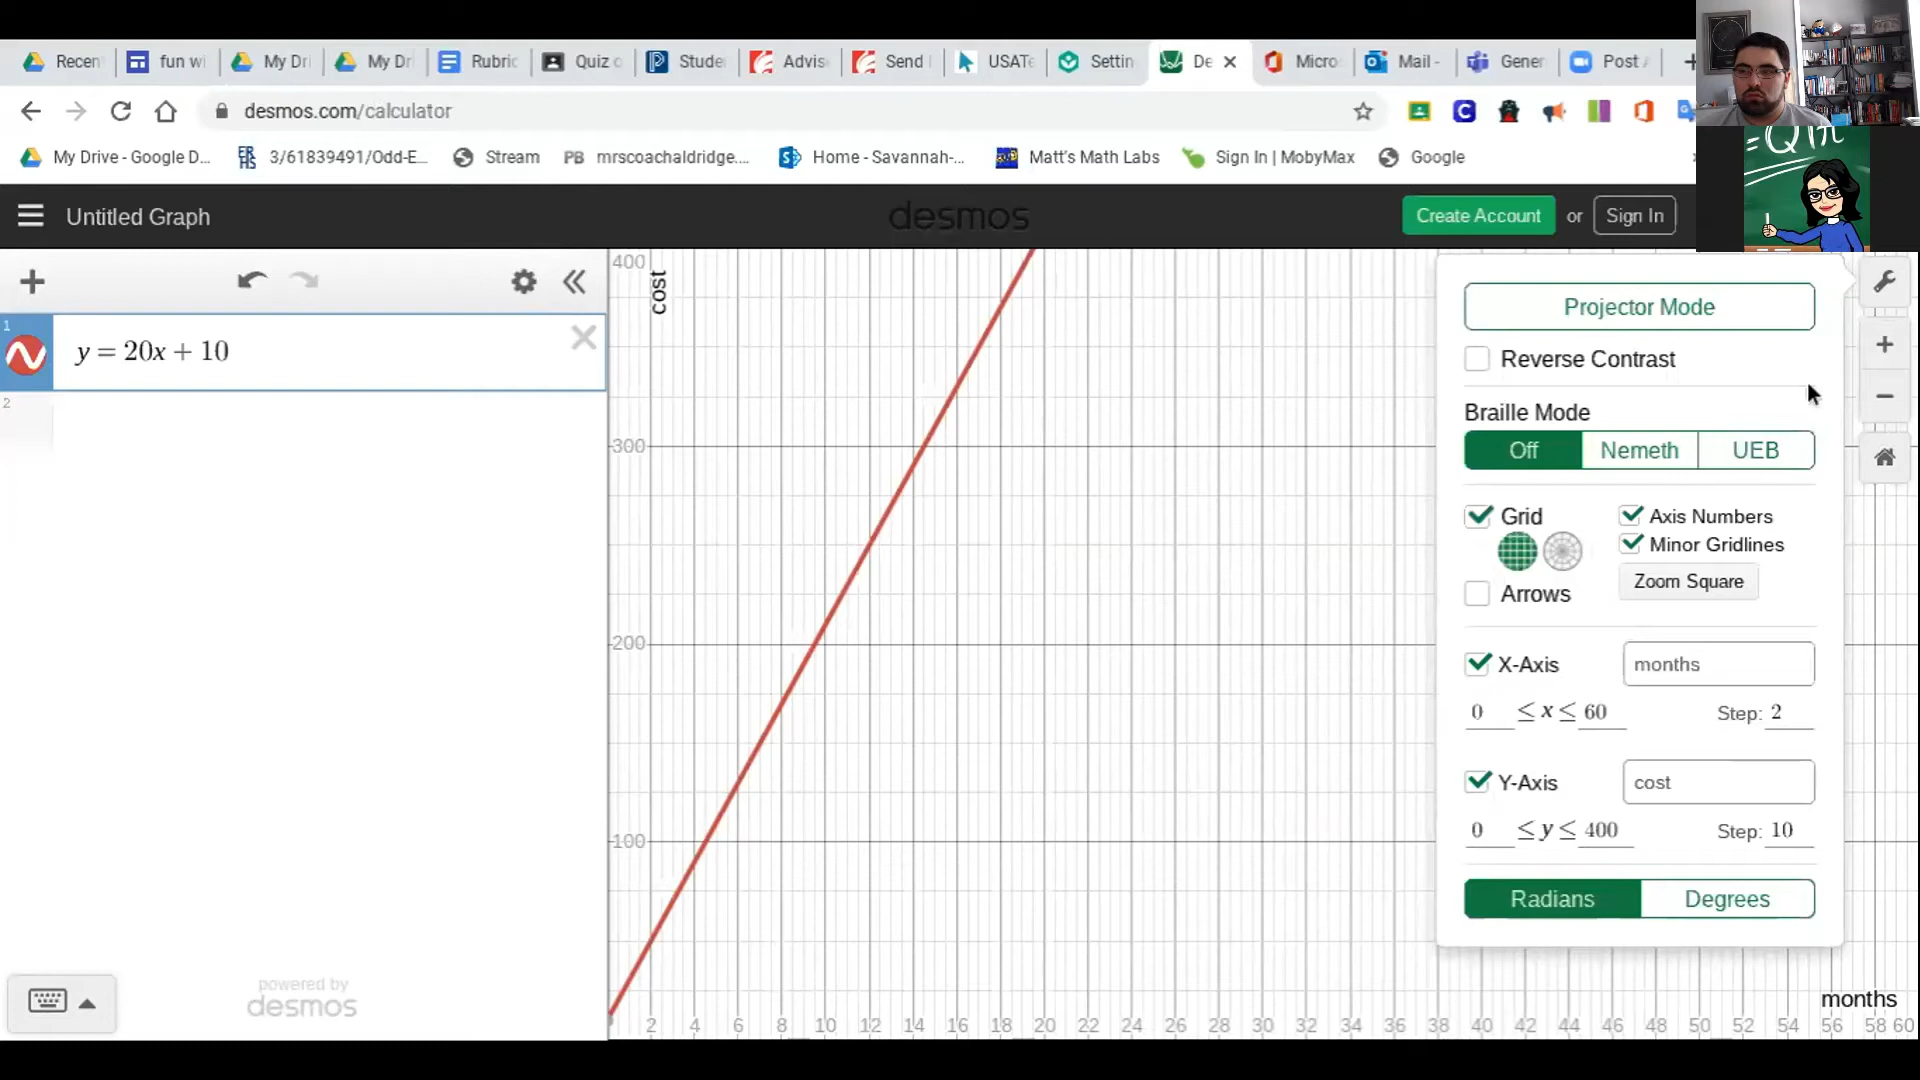 Recen fun wi My Dri My Dri Rubric Quiz o Stude Advis Send I USATe Settin De Micro Mail - Gener Post A
desmos.com/calculator
My Drive - Google D... 3/61839491/Odd-E... Stream PB mrscoachaldridge.... Home - Savannah-... Matt's Math Labs Sign In | MobyMax Google
Untitled Graph
desmos
Create Account or Sign In
1
y = 20x + 10
2
powered by
desmos
400
300
200
100
cost
2 4 6 8 10 12 14 16 18 20 22 24 26 28 30 32 34 36 38 40 42 44 46 48 50 52 54 56 58 60
months
Projector Mode
Reverse Contrast
Braille Mode
Off Nemeth UEB
Grid Axis Numbers
Minor Gridlines
Zoom Square
Arrows
X-Axis months
0 ≤ x ≤ 60 Step: 2
Y-Axis cost
0 ≤ y ≤ 400 Step: 10
Radians Degrees